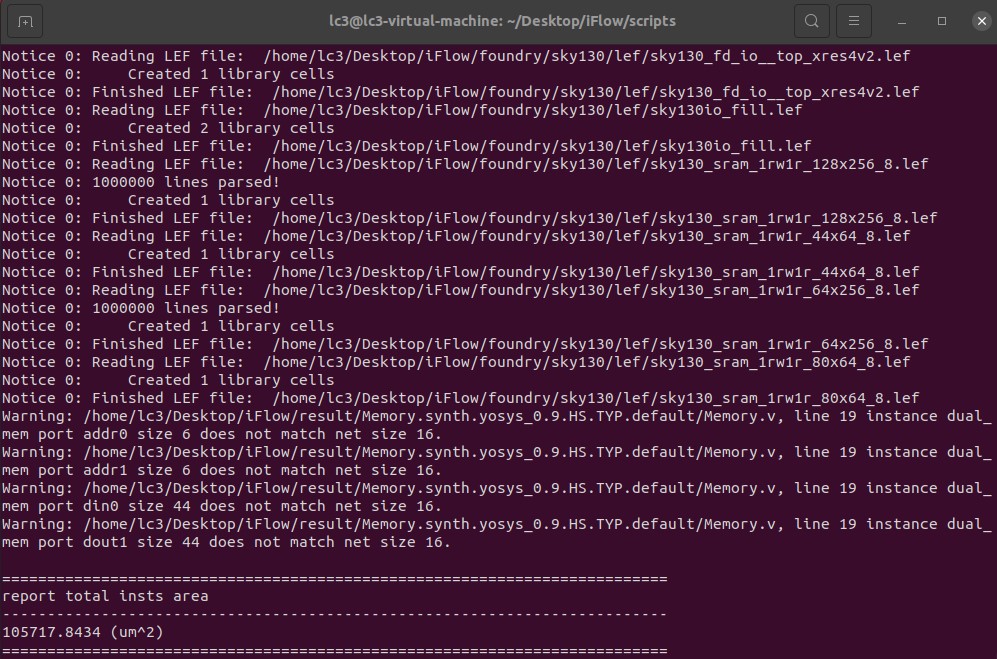 lc3@lc3-virtual-machine: ~/Desktop/iFlow/scripts
Notice 0: Reading LEF file:  /home/lc3/Desktop/iFlow/foundry/sky130/lef/sky130_fd_io__top_xres4v2.lef
Notice 0:     Created 1 library cells
Notice 0: Finished LEF file:  /home/lc3/Desktop/iFlow/foundry/sky130/lef/sky130_fd_io__top_xres4v2.lef
Notice 0: Reading LEF file:  /home/lc3/Desktop/iFlow/foundry/sky130/lef/sky130io_fill.lef
Notice 0:     Created 2 library cells
Notice 0: Finished LEF file:  /home/lc3/Desktop/iFlow/foundry/sky130/lef/sky130io_fill.lef
Notice 0: Reading LEF file:  /home/lc3/Desktop/iFlow/foundry/sky130/lef/sky130_sram_1rw1r_128x256_8.lef
Notice 0: 1000000 lines parsed!
Notice 0:     Created 1 library cells
Notice 0: Finished LEF file:  /home/lc3/Desktop/iFlow/foundry/sky130/lef/sky130_sram_1rw1r_128x256_8.lef
Notice 0: Reading LEF file:  /home/lc3/Desktop/iFlow/foundry/sky130/lef/sky130_sram_1rw1r_44x64_8.lef
Notice 0:     Created 1 library cells
Notice 0: Finished LEF file:  /home/lc3/Desktop/iFlow/foundry/sky130/lef/sky130_sram_1rw1r_44x64_8.lef
Notice 0: Reading LEF file:  /home/lc3/Desktop/iFlow/foundry/sky130/lef/sky130_sram_1rw1r_64x256_8.lef
Notice 0: 1000000 lines parsed!
Notice 0:     Created 1 library cells
Notice 0: Finished LEF file:  /home/lc3/Desktop/iFlow/foundry/sky130/lef/sky130_sram_1rw1r_64x256_8.lef
Notice 0: Reading LEF file:  /home/lc3/Desktop/iFlow/foundry/sky130/lef/sky130_sram_1rw1r_80x64_8.lef
Notice 0:     Created 1 library cells
Notice 0: Finished LEF file:  /home/lc3/Desktop/iFlow/foundry/sky130/lef/sky130_sram_1rw1r_80x64_8.lef
Warning: /home/lc3/Desktop/iFlow/result/Memory.synth.yosys_0.9.HS.TYP.default/Memory.v, line 19 instance dual_
mem port addr0 size 6 does not match net size 16.
Warning: /home/lc3/Desktop/iFlow/result/Memory.synth.yosys_0.9.HS.TYP.default/Memory.v, line 19 instance dual_
mem port addr1 size 6 does not match net size 16.
Warning: /home/lc3/Desktop/iFlow/result/Memory.synth.yosys_0.9.HS.TYP.default/Memory.v, line 19 instance dual_
mem port din0 size 44 does not match net size 16.
Warning: /home/lc3/Desktop/iFlow/result/Memory.synth.yosys_0.9.HS.TYP.default/Memory.v, line 19 instance dual_
mem port dout1 size 44 does not match net size 16.
==========================================================================
report total insts area
--------------------------------------------------------------------------
105717.8434 (um^2)
==========================================================================